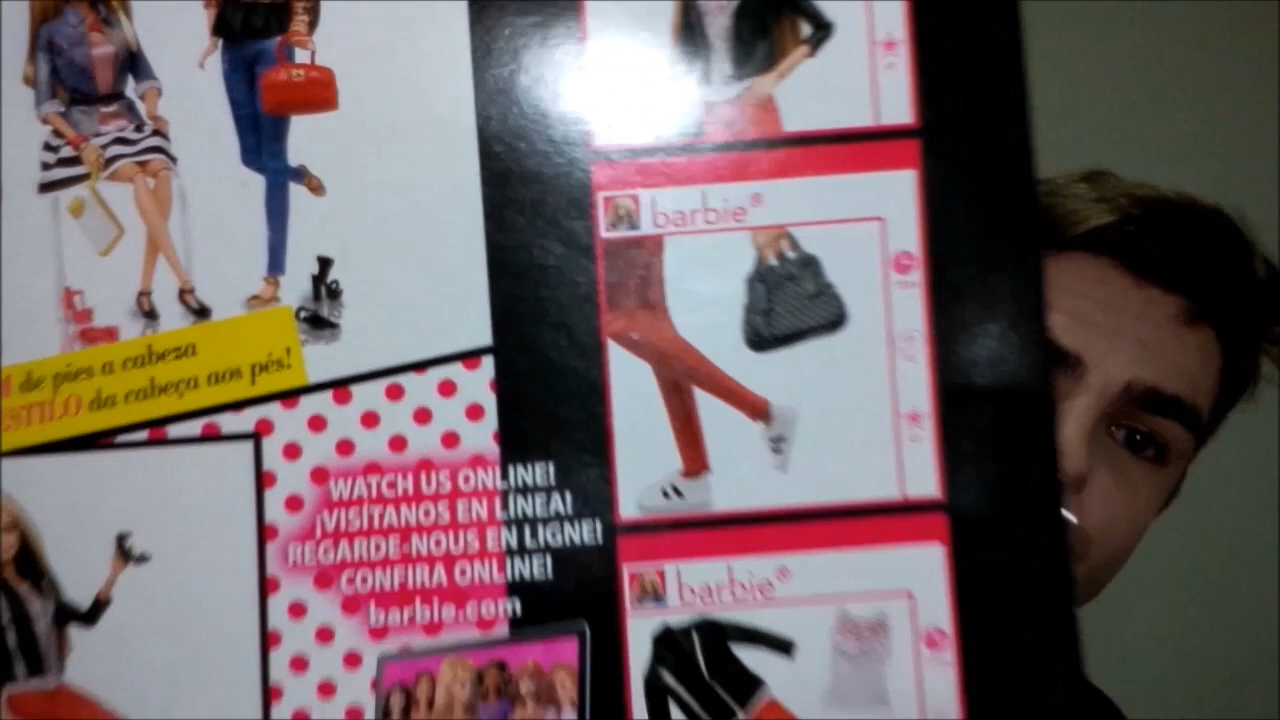 de pies a cabeza
ESTILO da cabeça aos pés!
WATCH US ONLINE!
¡VISÍTANOS EN LÍNEA!
REGARDE-NOUS EN LIGNE!
CONFIRA ONLINE!
barbie.com
barbie®
barbie®